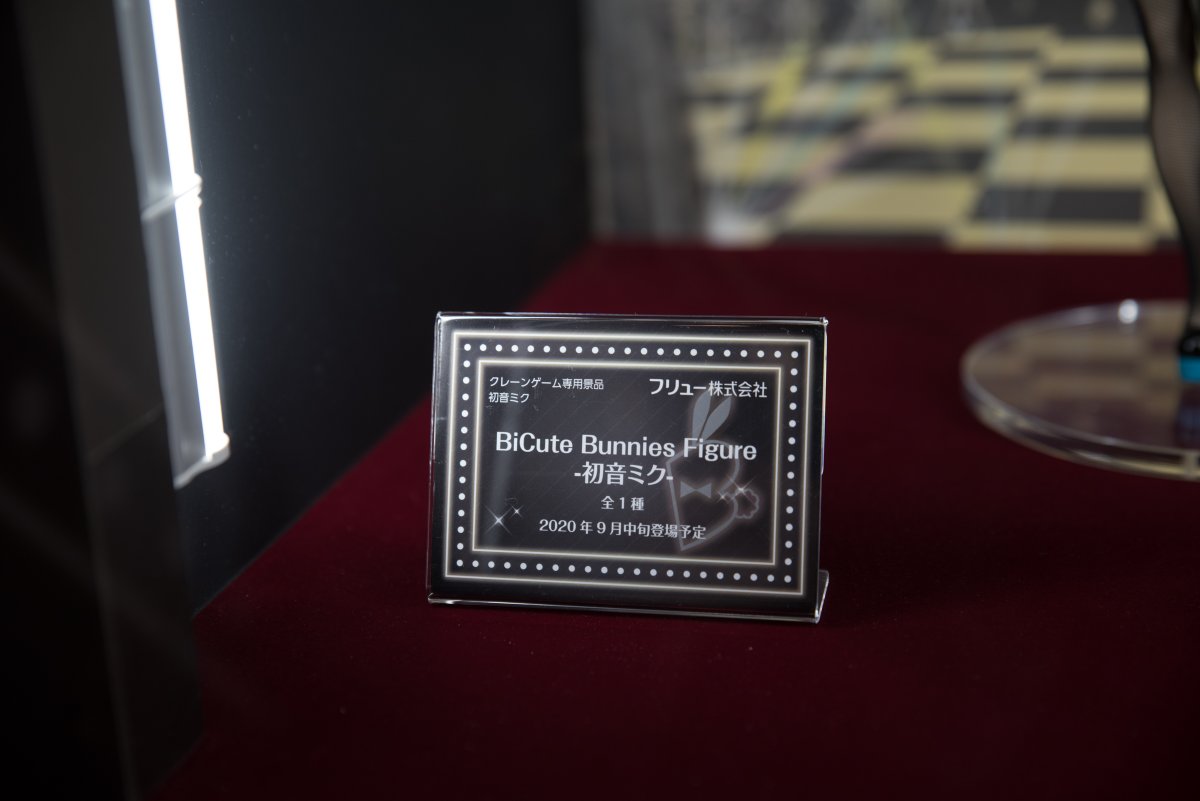 クレーンゲーム専用景品
初音ミク
フリュー株式会社
BiCute Bunnies Figure
-初音ミク-
全1種
2020年9月中旬登場予定